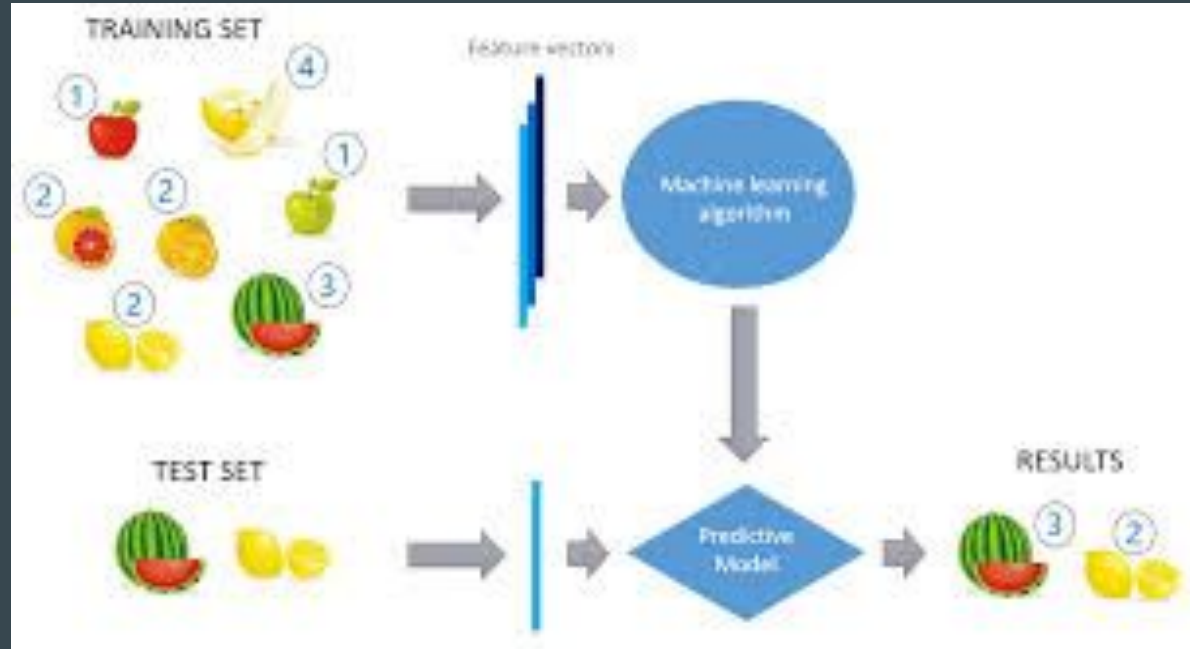 TRAINING SET
Feature vectors
4
1
1
2
2
3
2
Machine learning
algorithm
TEST SET
RESULTS
Predictive
Model
3
2